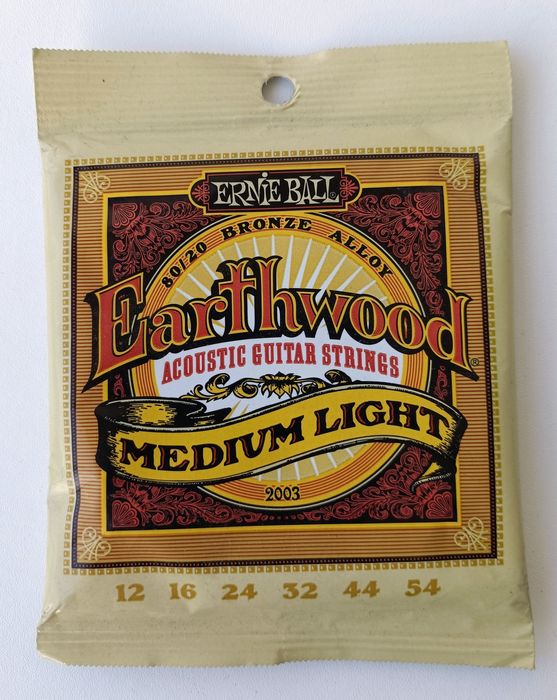 ERNIE BALL®
80/20 BRONZE ALLOY
Earthwood®
ACOUSTIC GUITAR STRINGS
MEDIUM LIGHT
2003
12 16 24 32 44 54